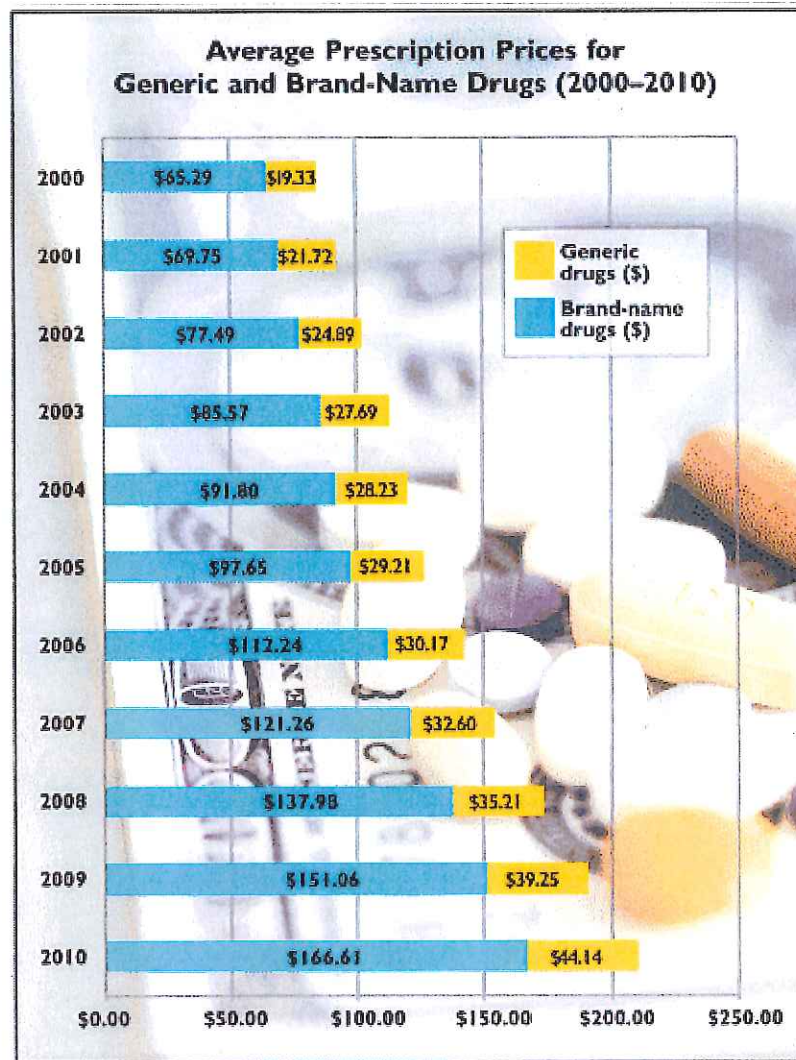 Average Prescription Prices for
Generic and Brand-Name Drugs (2000–2010)
2000 $65.29 $19.33
2001 $69.75 $21.72
Generic
drugs ($)
Brand-name
drugs ($)
2002 $77.49 $24.89
2003 $85.57 $27.69
2004 $91.80 $28.23
2005 $97.65 $29.21
2006 $112.24 $30.17
2007 $121.26 $32.60
2008 $137.98 $35.21
2009 $151.06 $39.25
2010 $166.61 $44.14
$0.00 $50.00 $100.00 $150.00 $200.00 $250.00